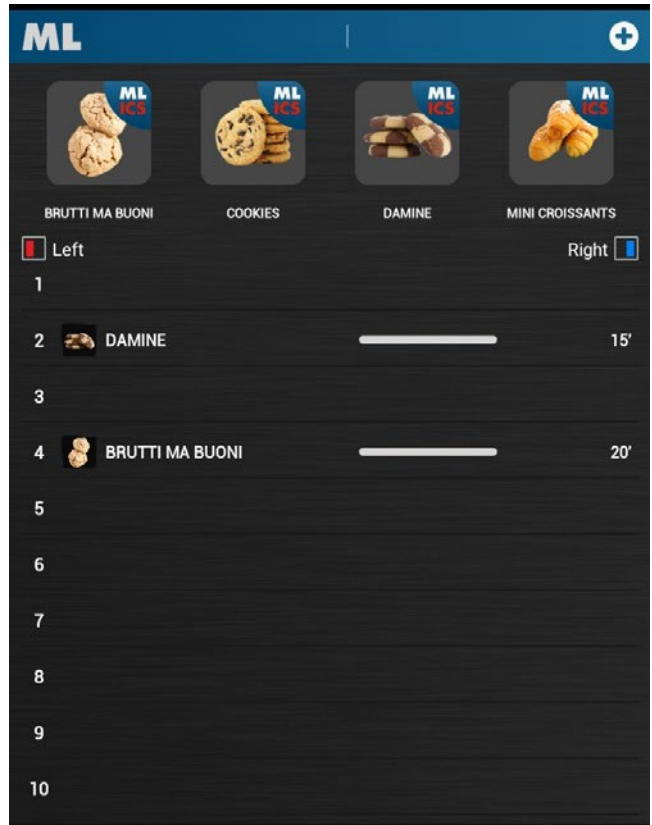 ML
ML
ICS
ML
ICS
ML
ICS
ML
ICS
BRUTTI MA BUONI
COOKIES
DAMINE
MINI CROISSANTS
Left
Right
1
2 DAMINE 15'
3
4 BRUTTI MA BUONI 20'
5
6
7
8
9
10